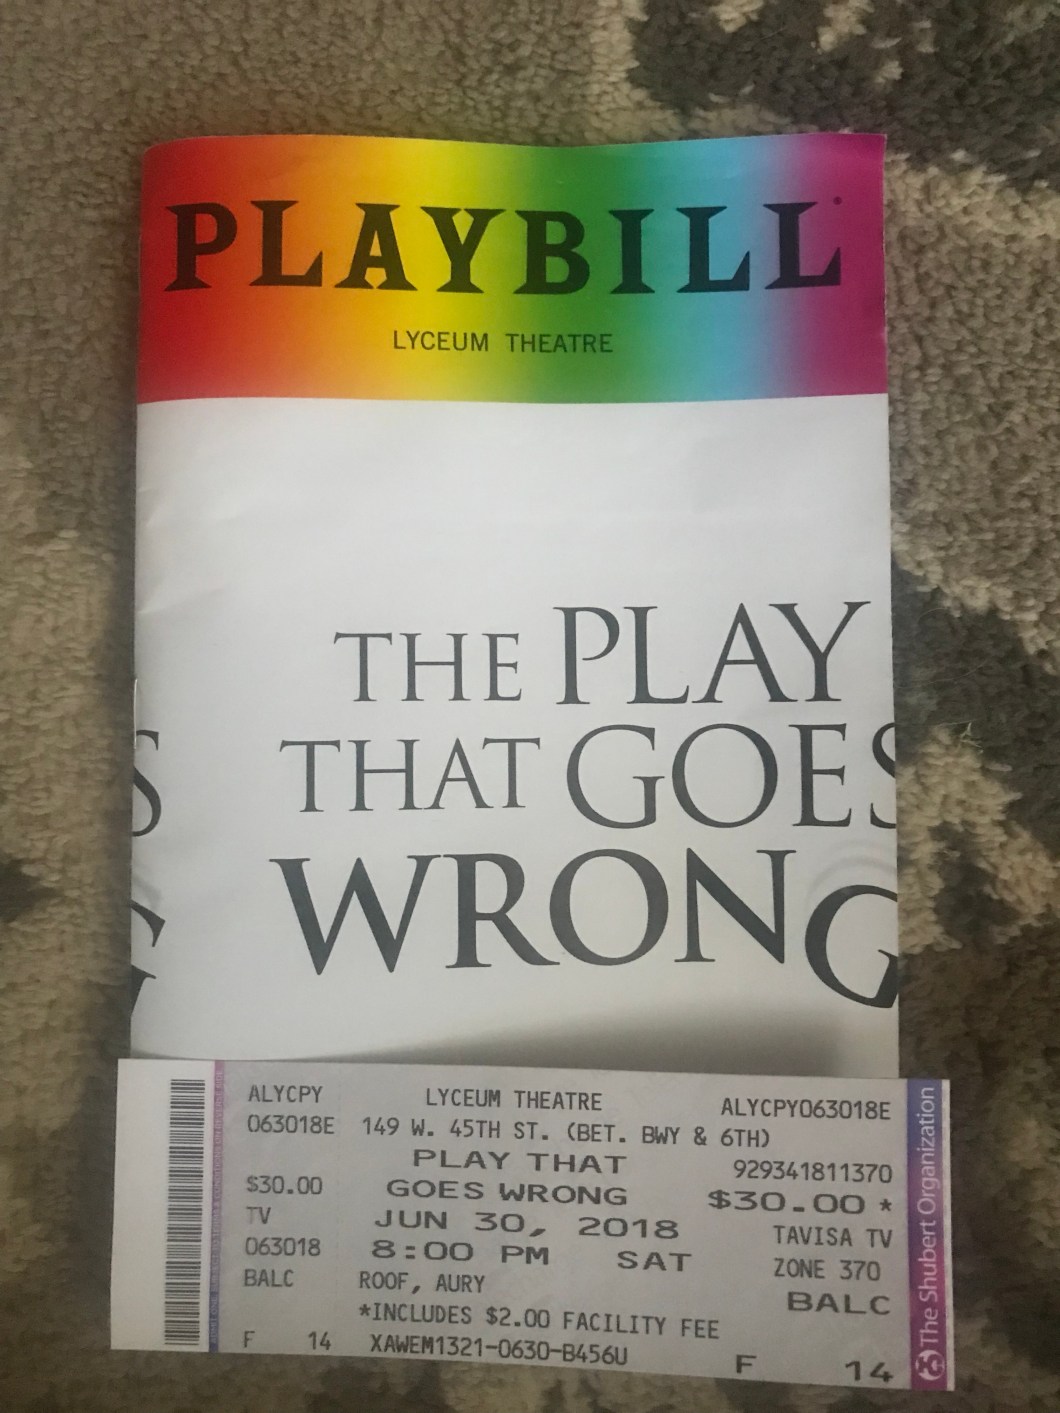 PLAYBILL®
LYCEUM THEATRE
THE PLAY
THAT GOES
WRONG
S
G
ALYCPY LYCEUM THEATRE ALYCPY063018E
063018E 149 W. 45TH ST. (BET. BWY & 6TH)
PLAY THAT 929341811370
$30.00 GOES WRONG $30.00 *
TV JUN 30, 2018 TAVISA TV
063018 8:00 PM SAT ZONE 370
BALC ROOF, AURY BALC
*INCLUDES $2.00 FACILITY FEE
F 14 XAWEM1321-0630-B456U F 14
The Shubert Organization